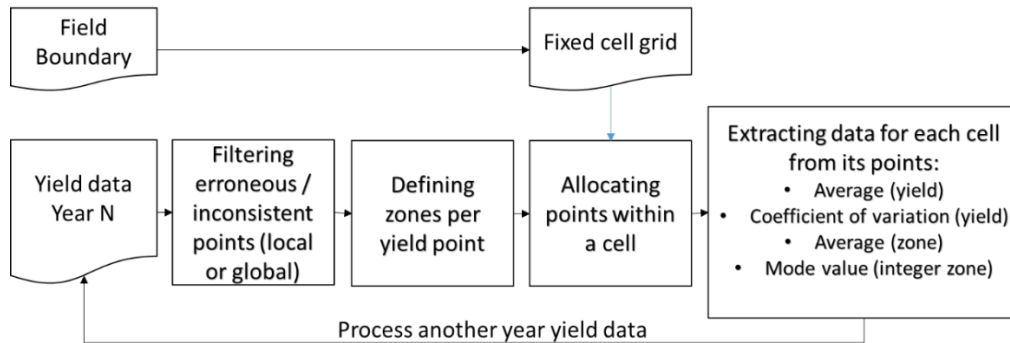 Field
Boundary
Fixed cell grid
Yield data
Year N
Filtering
erroneous /
inconsistent
points (local
or global)
Defining
zones per
yield point
Allocating
points within
a cell
Extracting data for each cell
from its points:
• Average (yield)
• Coefficient of variation (yield)
• Average (zone)
• Mode value (integer zone)
Process another year yield data